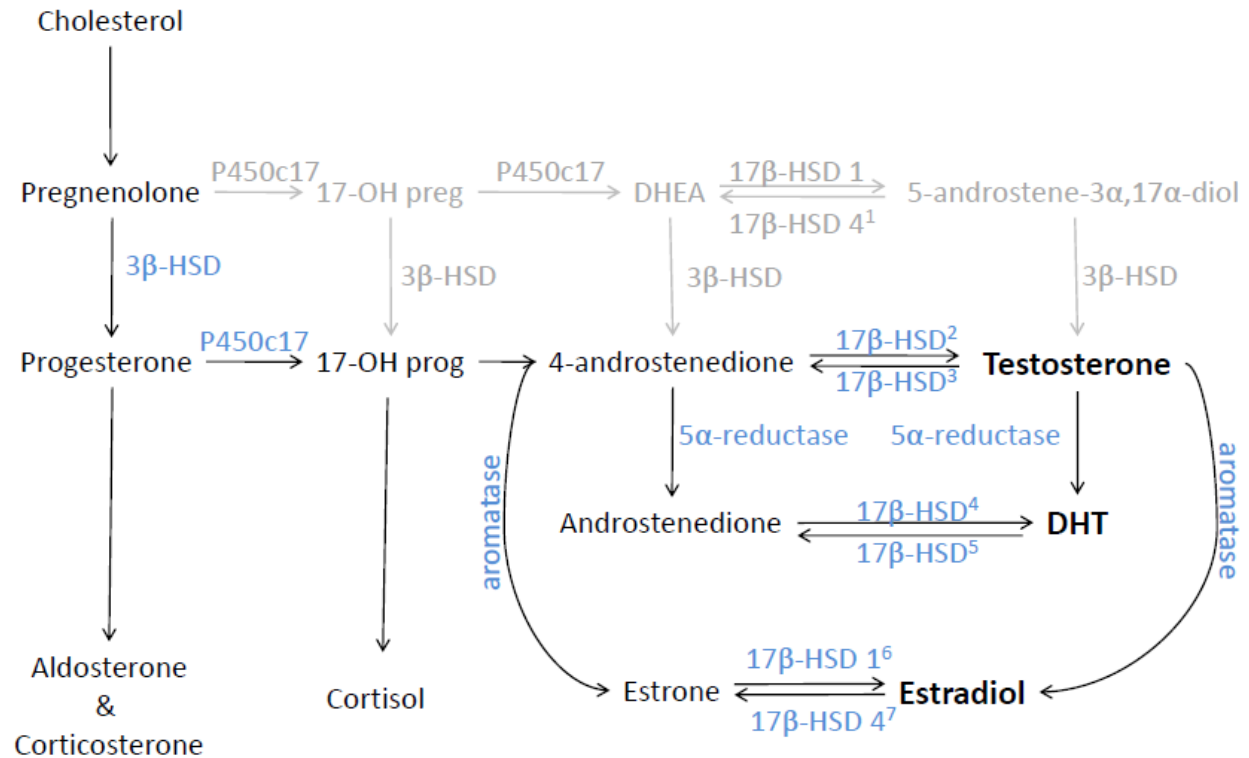 Cholesterol
P450c17
P450c17
17β-HSD 1
Pregnenolone
17-OH preg
DHEA
5-androstene-3α,17α-diol
17β-HSD 4¹
3β-HSD
3β-HSD
3β-HSD
3β-HSD
P450c17
17β-HSD²
Progesterone
17-OH prog
4-androstenedione
Testosterone
17β-HSD³
5α-reductase
5α-reductase
aromatase
aromatase
17β-HSD⁴
Androstenedione
DHT
17β-HSD⁵
Aldosterone
&
Corticosterone
Cortisol
17β-HSD 1⁶
Estrone
Estradiol
17β-HSD 4⁷